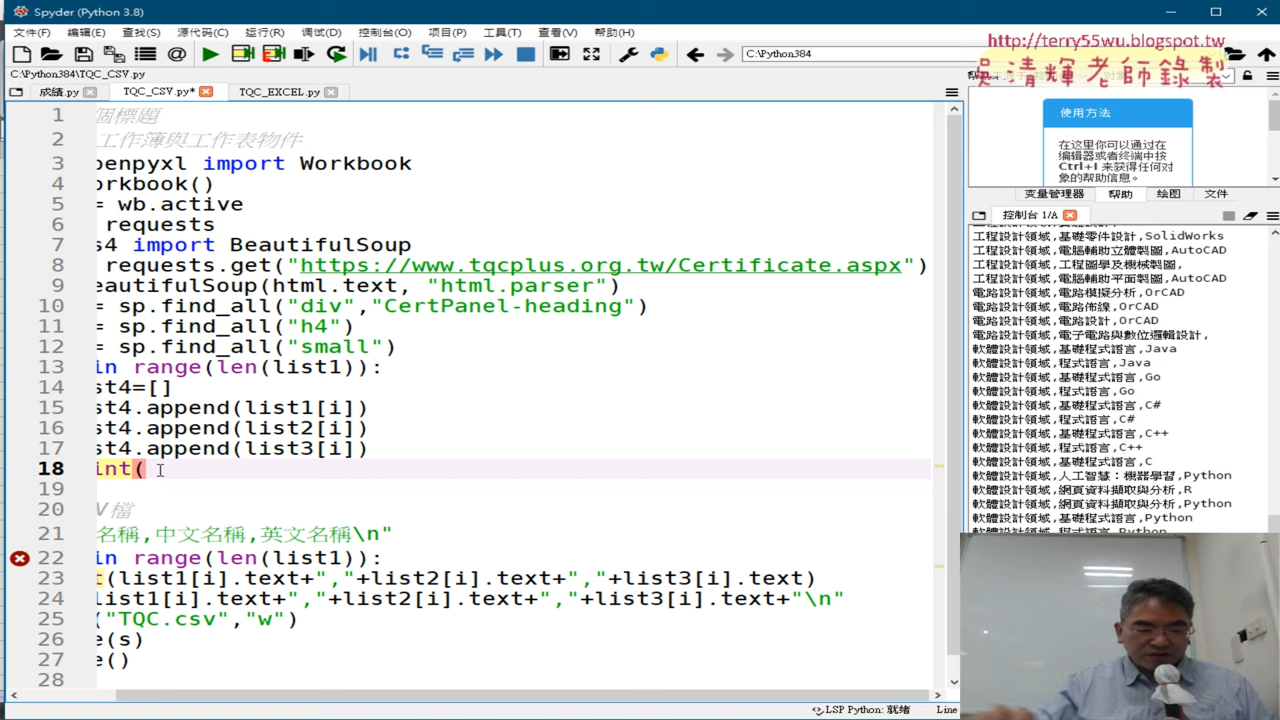 Spyder (Python 3.8)
文件(F) 编辑(E) 查找(S) 源代码(C) 运行(R) 调试(D) 控制台(O) 项目(P) 工具(T) 查看(V) 帮助(H)
http://terry55wu.blogspot.tw
吳清輝老師錄製
C:\Python384
C:\Python384\TQC_CSV.py
成績.py TQC_CSV.py* TQC_EXCEL.py
1 個標題
2 工作簿與工作表物件
3 penpyxl import Workbook
4 orkbook()
5 = wb.active
6 requests
7 s4 import BeautifulSoup
8 requests.get("https://www.tqcplus.org.tw/Certificate.aspx")
9 eautifulSoup(html.text, "html.parser")
10 = sp.find_all("div","CertPanel-heading")
11 = sp.find_all("h4")
12 = sp.find_all("small")
13 in range(len(list1)):
14 st4=[]
15 st4.append(list1[i])
16 st4.append(list2[i])
17 st4.append(list3[i])
18 int(
19
20 V檔
21 名稱,中文名稱,英文名稱\n"
22 in range(len(list1):
23 t(list1[i].text+","+list2[i].text+","+list3[i].text)
24 list1[i].text+","+list2[i].text+","+list3[i].text+"\n"
25 ("TQC.csv","w")
26 e(s)
27 e()
28
使用方法
在这里你可以通过在
编辑器或者终端中按
Ctrl+I 来获得任何对
象的帮助信息。
变量管理器 帮助 绘图 文件
控制台 1/A
工程設計領域,基礎零件設計,SolidWorks
工程設計領域,電腦輔助立體製圖,AutoCAD
工程設計領域,工程圖學及機械製圖,
工程設計領域,電腦輔助平面製圖,AutoCAD
電路設計領域,電路模擬分析,OrCAD
電路設計領域,電路佈線,OrCAD
電路設計領域,電路設計,OrCAD
電路設計領域,電子電路與數位邏輯設計,
軟體設計領域,基礎程式語言,Java
軟體設計領域,程式語言,Java
軟體設計領域,基礎程式語言,Go
軟體設計領域,程式語言,Go
軟體設計領域,基礎程式語言,C#
軟體設計領域,程式語言,C#
軟體設計領域,基礎程式語言,C++
軟體設計領域,程式語言,C++
軟體設計領域,基礎程式語言,C
軟體設計領域,人工智慧：機器學習,Python
軟體設計領域,網頁資料擷取與分析,R
軟體設計領域,網頁資料擷取與分析,Python
軟體設計領域,基礎程式語言,Python
軟體設計領域,程式語言,Python
LSP Python: 就绪 Line